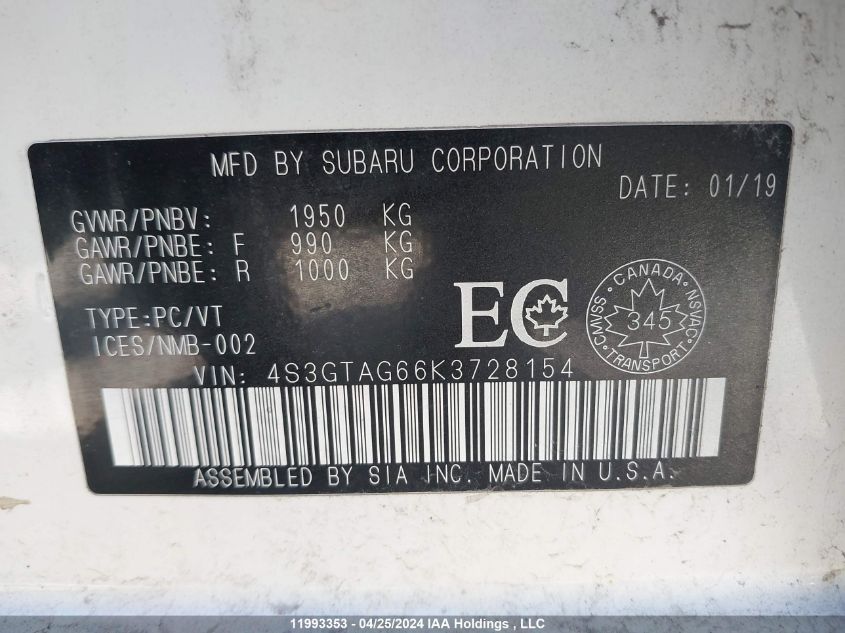 MFD BY SUBARU CORPORATION
DATE: 01/19
GVWR/PNBV: 1950 KG
GAWR/PNBE: F 990 KG
GAWR/PNBE: R 1000 KG
TYPE:PC/VT
ICES/NMB-002
EC
CANADA
CMVSS 345 NSVAC
TRANSPORT
VIN: 4S3GTAG66K3728154
ASSEMBLED BY SIA INC. MADE IN U.S.A.
11993353 - 04/25/2024 IAA Holdings , LLC